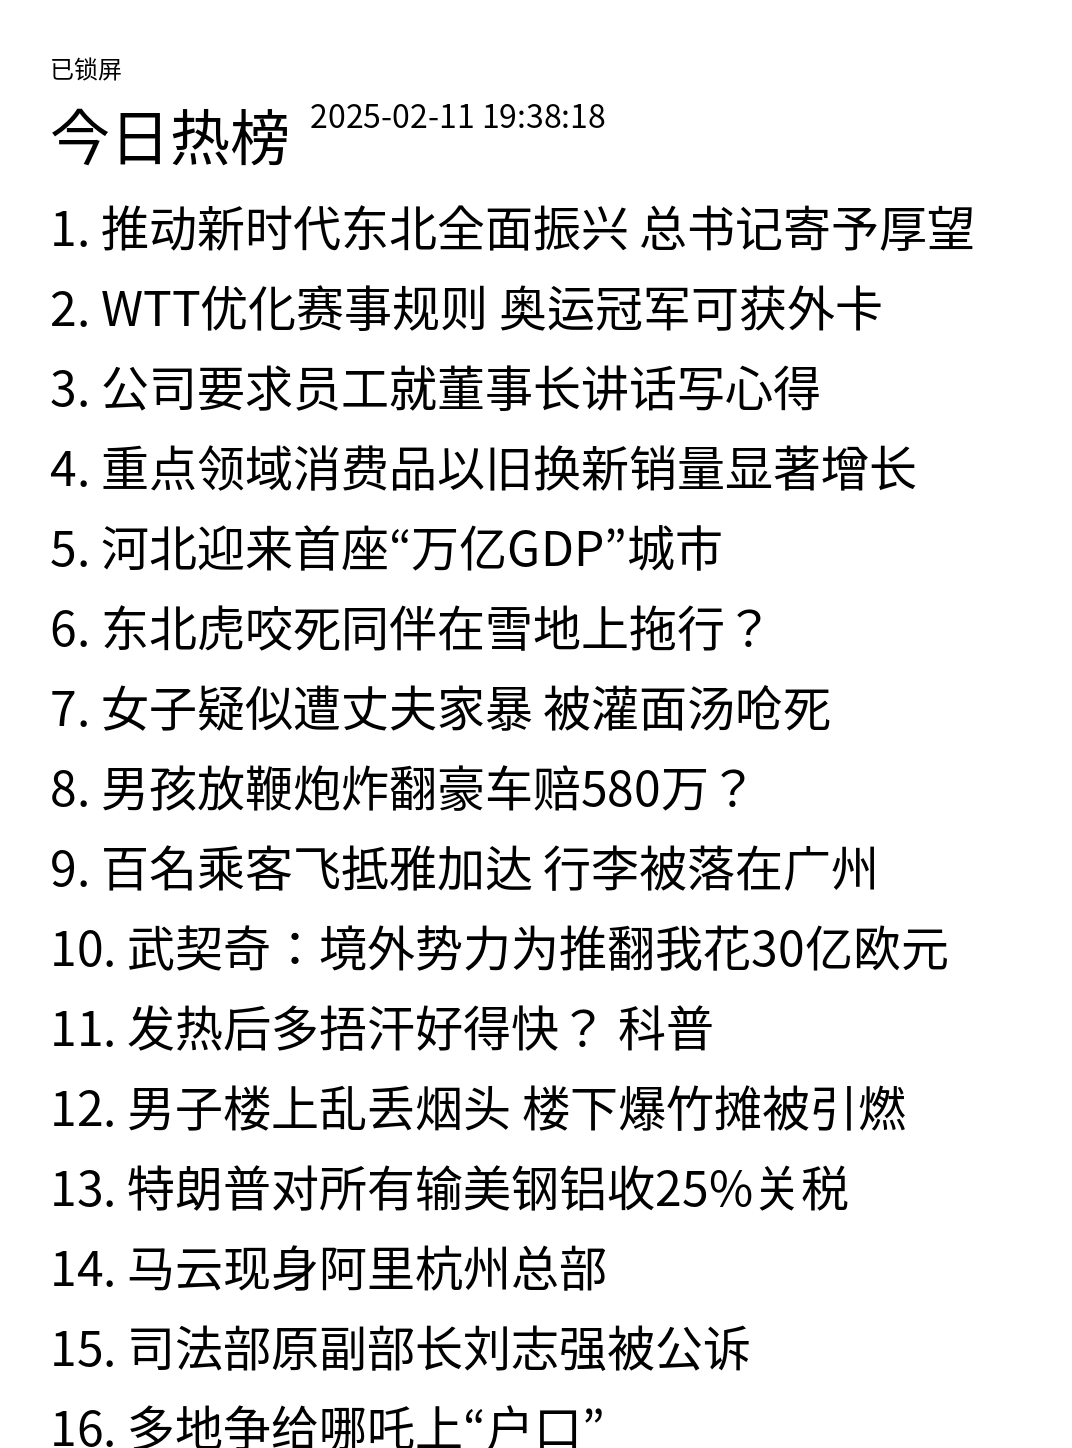 已锁屏
今日热榜 2025-02-11 19:38:18
1. 推动新时代东北全面振兴 总书记寄予厚望
2. WTT优化赛事规则 奥运冠军可获外卡
3. 公司要求员工就董事长讲话写心得
4. 重点领域消费品以旧换新销量显著增长
5. 河北迎来首座“万亿GDP”城市
6. 东北虎咬死同伴在雪地上拖行？
7. 女子疑似遭丈夫家暴 被灌面汤呛死
8. 男孩放鞭炮炸翻豪车赔580万？
9. 百名乘客飞抵雅加达 行李被落在广州
10. 武契奇：境外势力为推翻我花30亿欧元
11. 发热后多捂汗好得快？ 科普
12. 男子楼上乱丢烟头 楼下爆竹摊被引燃
13. 特朗普对所有输美钢铝收25%关税
14. 马云现身阿里杭州总部
15. 司法部原副部长刘志强被公诉
16. 多地争给哪吒上“户口”